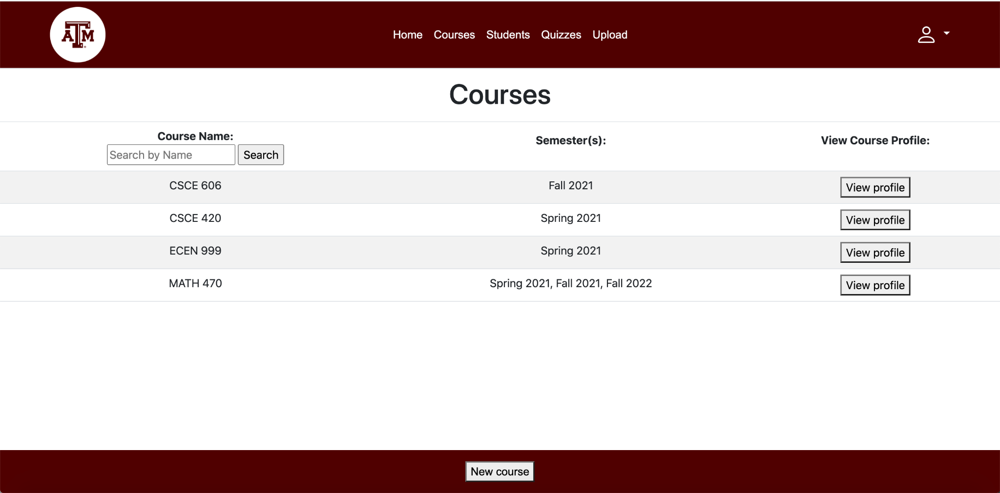 ATM
Home Courses Students Quizzes Upload
Courses
Course Name: Semester(s): View Course Profile:
Search by Name Search
CSCE 606 Fall 2021 View profile
CSCE 420 Spring 2021 View profile
ECEN 999 Spring 2021 View profile
MATH 470 Spring 2021, Fall 2021, Fall 2022 View profile
New course